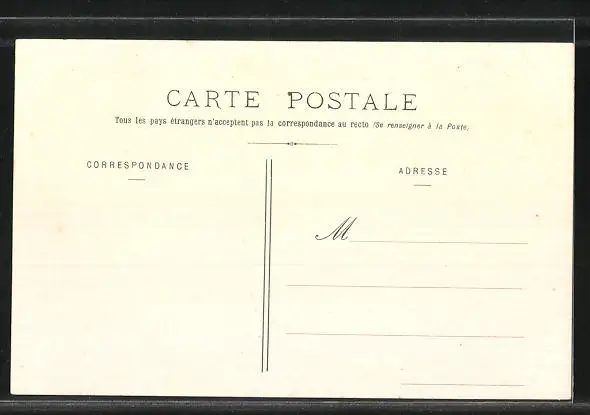 CARTE POSTALE
Tous les pays étrangers n'acceptent pas la correspondance au recto (Se renseigner à la Poste)
CORRESPONDANCE
ADRESSE
M